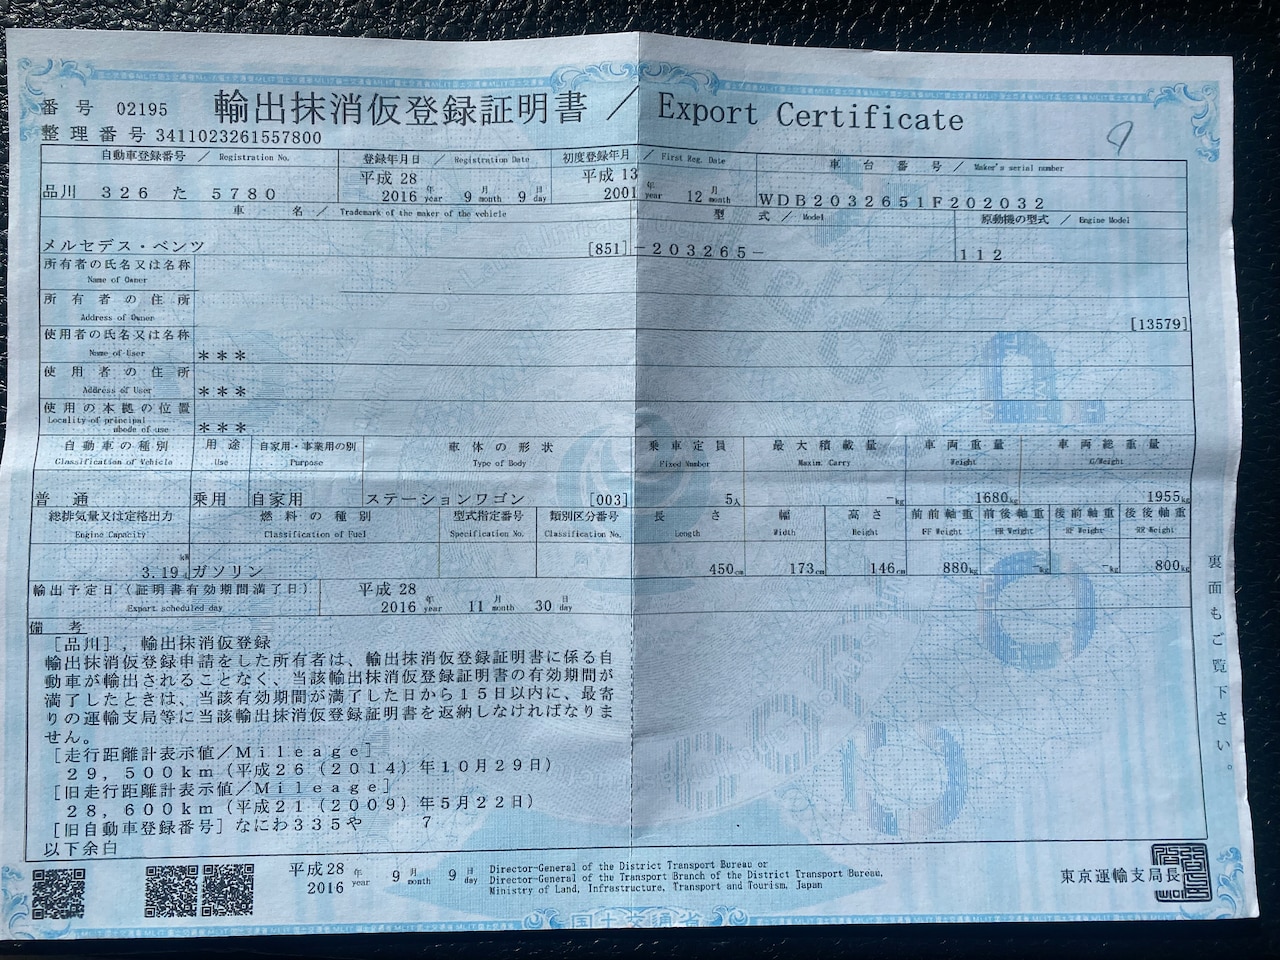 番号 02195 輸出抹消仮登録証明書 / Export Certificate
整理番号 3411023261557800
自動車登録番号 / Registration No. 登録年月日 / Registration Date 初度登録年月 / First Reg. Date 車台番号 / Maker's serial number
平成 28 平成 13
品川 326 た 5780 2016 年 year 9 月 month 9 日 day 2001 年 year 12 月 month WDB2032651F202032
車名 / Trademark of the maker of the vehicle 型式 / Model 原動機の型式 / Engine Model
メルセデス・ベンツ [851] -203265- 112
所有者の氏名又は名称
Name of Owner
所有者の住所
Address of Owner
[13579]
使用者の氏名又は名称
Name of User ***
使用者の住所
Address of User ***
使用の本拠の位置
Locality of principal abode of use ***
自動車の種別 用途 自家用・事業用の別 車体の形状 乗車定員 最大積載量 車両重量 車両総重量
Classification of Vehicle Use Purpose Type of Body Fixed Number Maxim. Carry Weight G/Weight
普通 乗用 自家用 ステーションワゴン [003] 5人 -kg 1680kg 1955kg
総排気量又は定格出力 燃料の種別 型式指定番号 類別区分番号 長さ 幅 高さ 前前軸重 前後軸重 後前軸重 後後軸重
Engine Capacity Classification of Fuel Specification No. Classification No. Length Width Height FF Weight FR Weight RF Weight RR Weight
kW
3.19 L ガソリン 450cm 173cm 146cm 880kg -kg -kg 800kg
輸出予定日(証明書有効期間満了日) 平成 28
Export scheduled day 2016 年 year 11 月 month 30 日 day
備考
[品川],輸出抹消仮登録
輸出抹消仮登録申請をした所有者は、輸出抹消仮登録証明書に係る自
動車が輸出されることなく、当該輸出抹消仮登録証明書の有効期間が
満了したときは、当該有効期間が満了した日から15日以内に、最寄
りの運輸支局等に当該輸出抹消仮登録証明書を返納しなければなりま
せん。
[走行距離計表示値/Mileage]
29,500km(平成26(2014)年10月29日)
[旧走行距離計表示値/Mileage]
28,600km(平成21(2009)年5月22日)
[旧自動車登録番号]なにわ335や 7
以下余白
裏面もご覧下さい。
平成 28
2016 年 year 9 月 month 9 日 day
Director-General of the District Transport Bureau or
Director-General of the Transport Branch of the District Transport Bureau,
Ministry of Land, Infrastructure, Transport and Tourism, Japan
東京運輸支局長
国土交通省